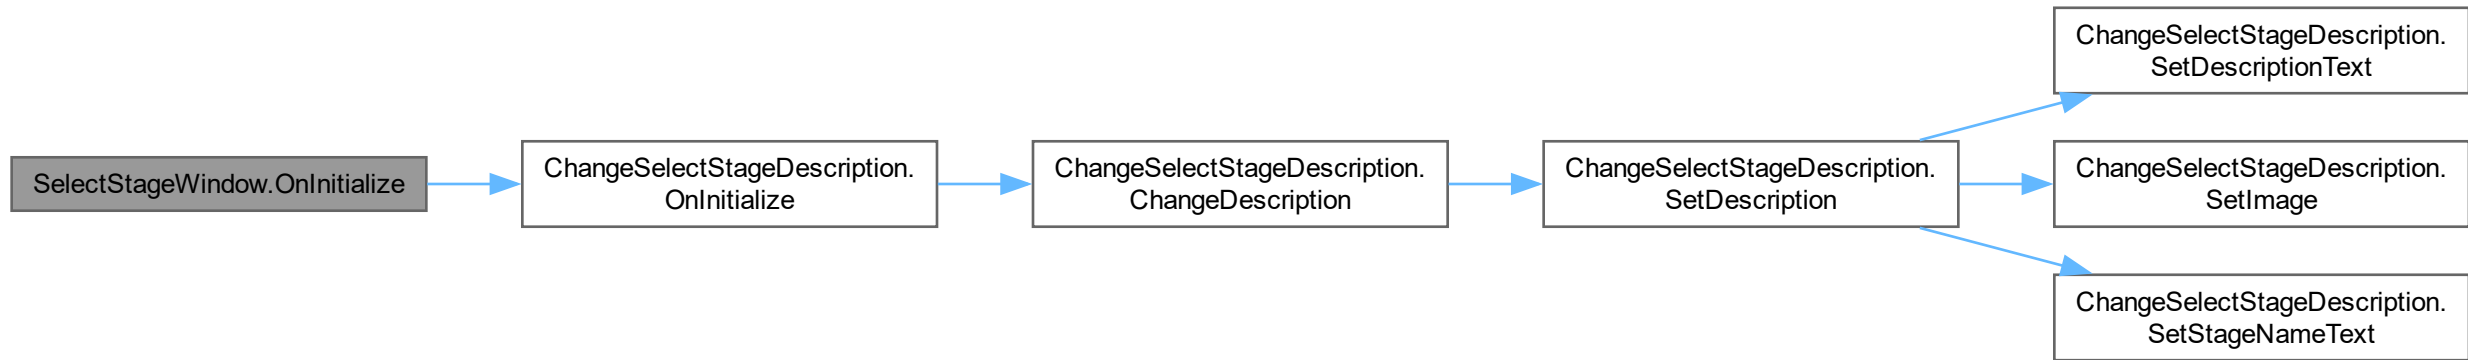 SelectStageWindow.OnInitialize
ChangeSelectStageDescription.
OnInitialize
ChangeSelectStageDescription.
ChangeDescription
ChangeSelectStageDescription.
SetDescription
ChangeSelectStageDescription.
SetDescriptionText
ChangeSelectStageDescription.
SetImage
ChangeSelectStageDescription.
SetStageNameText